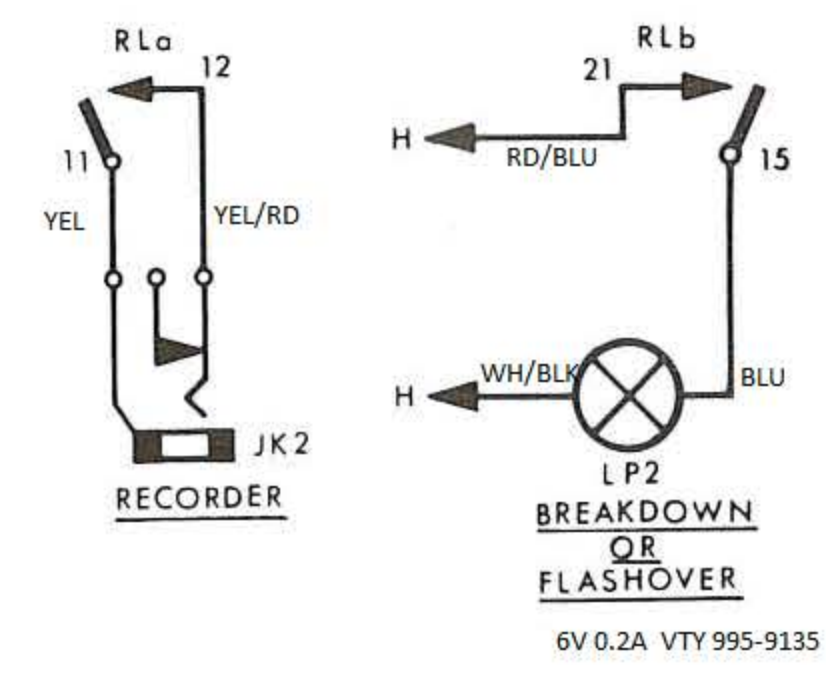 RLa
12
11
YEL
YEL/RD
JK2
RECORDER
RLb
21
H
RD/BLU
15
H
WH/BLK
BLU
LP2
BREAKDOWN
OR
FLASHOVER
6V 0.2A VTY 995-9135